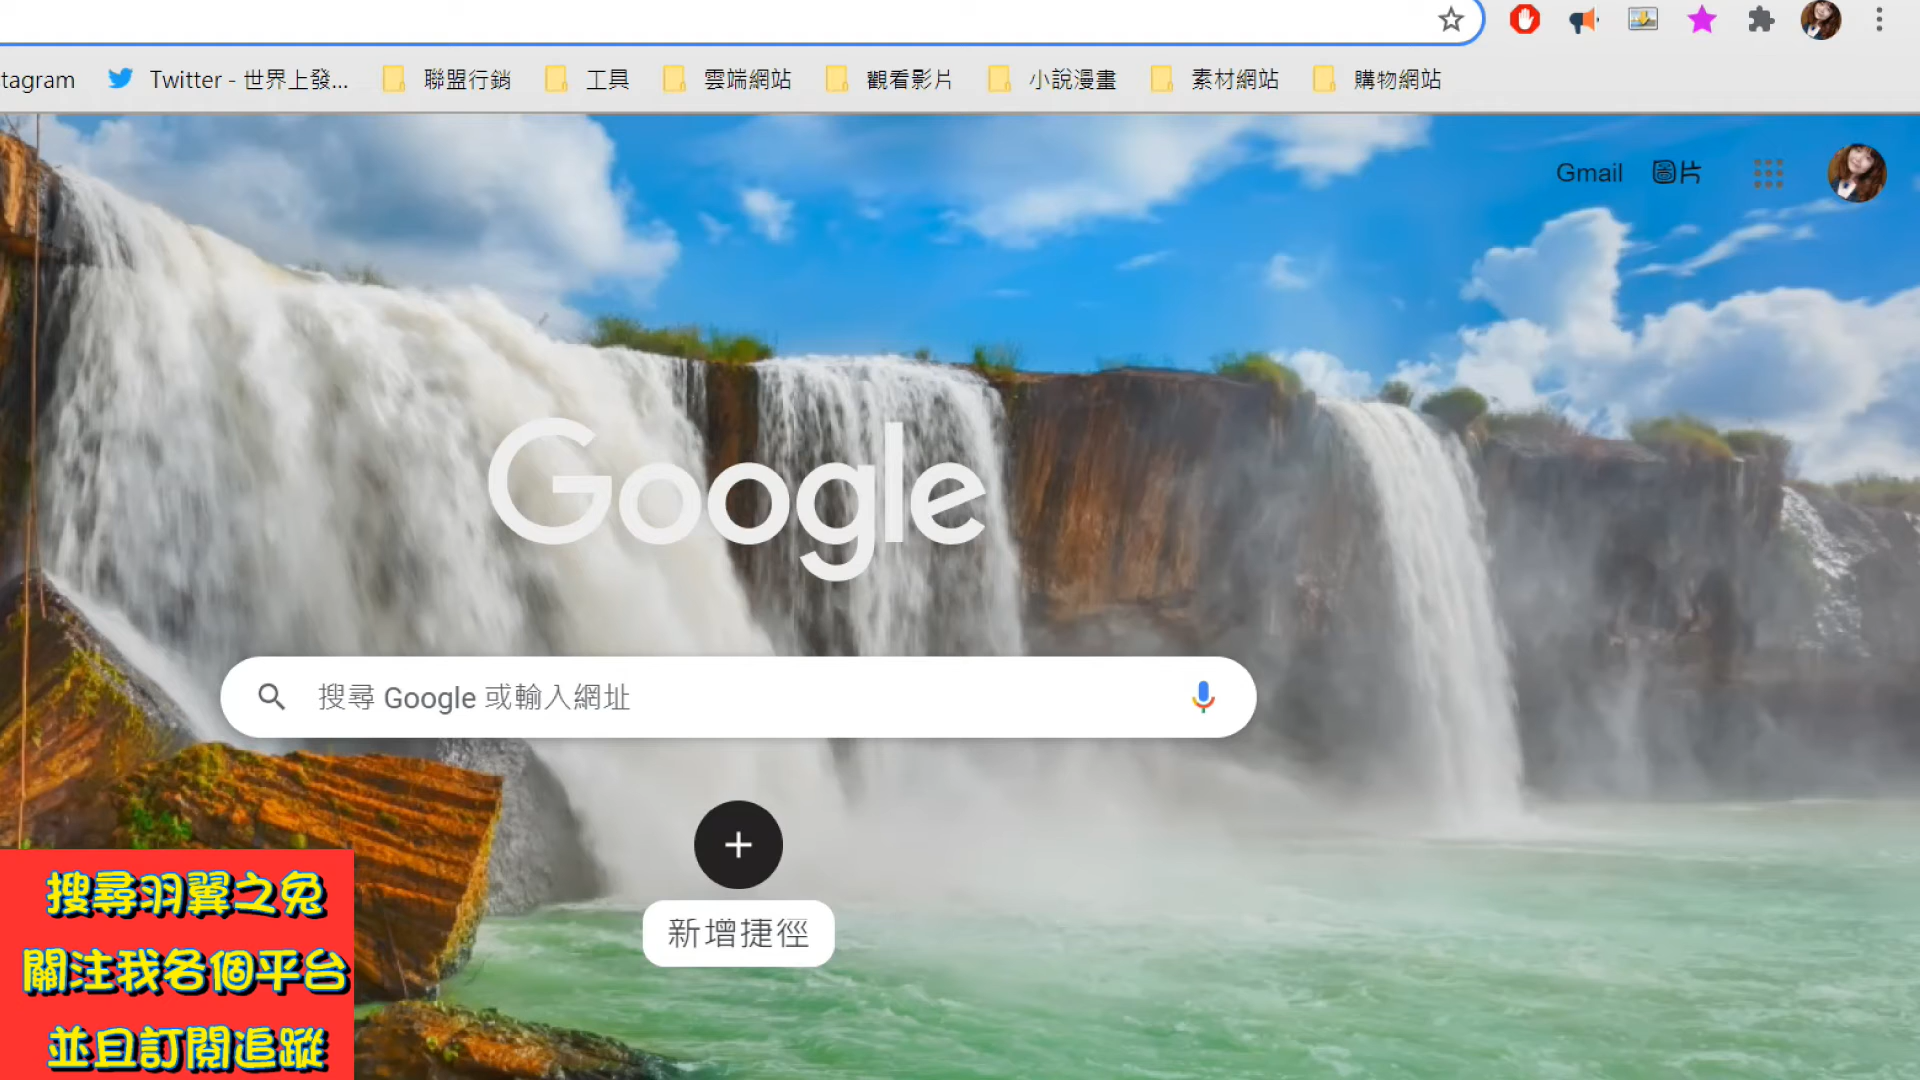 tagram Twitter - 世界上發... 聯盟行銷 工具 雲端網站 觀看影片 小說漫畫 素材網站 購物網站
Gmail 圖片
Google
搜尋 Google 或輸入網址
新增捷徑
搜尋羽翼之兔
關注我各個平台
並且訂閱追蹤